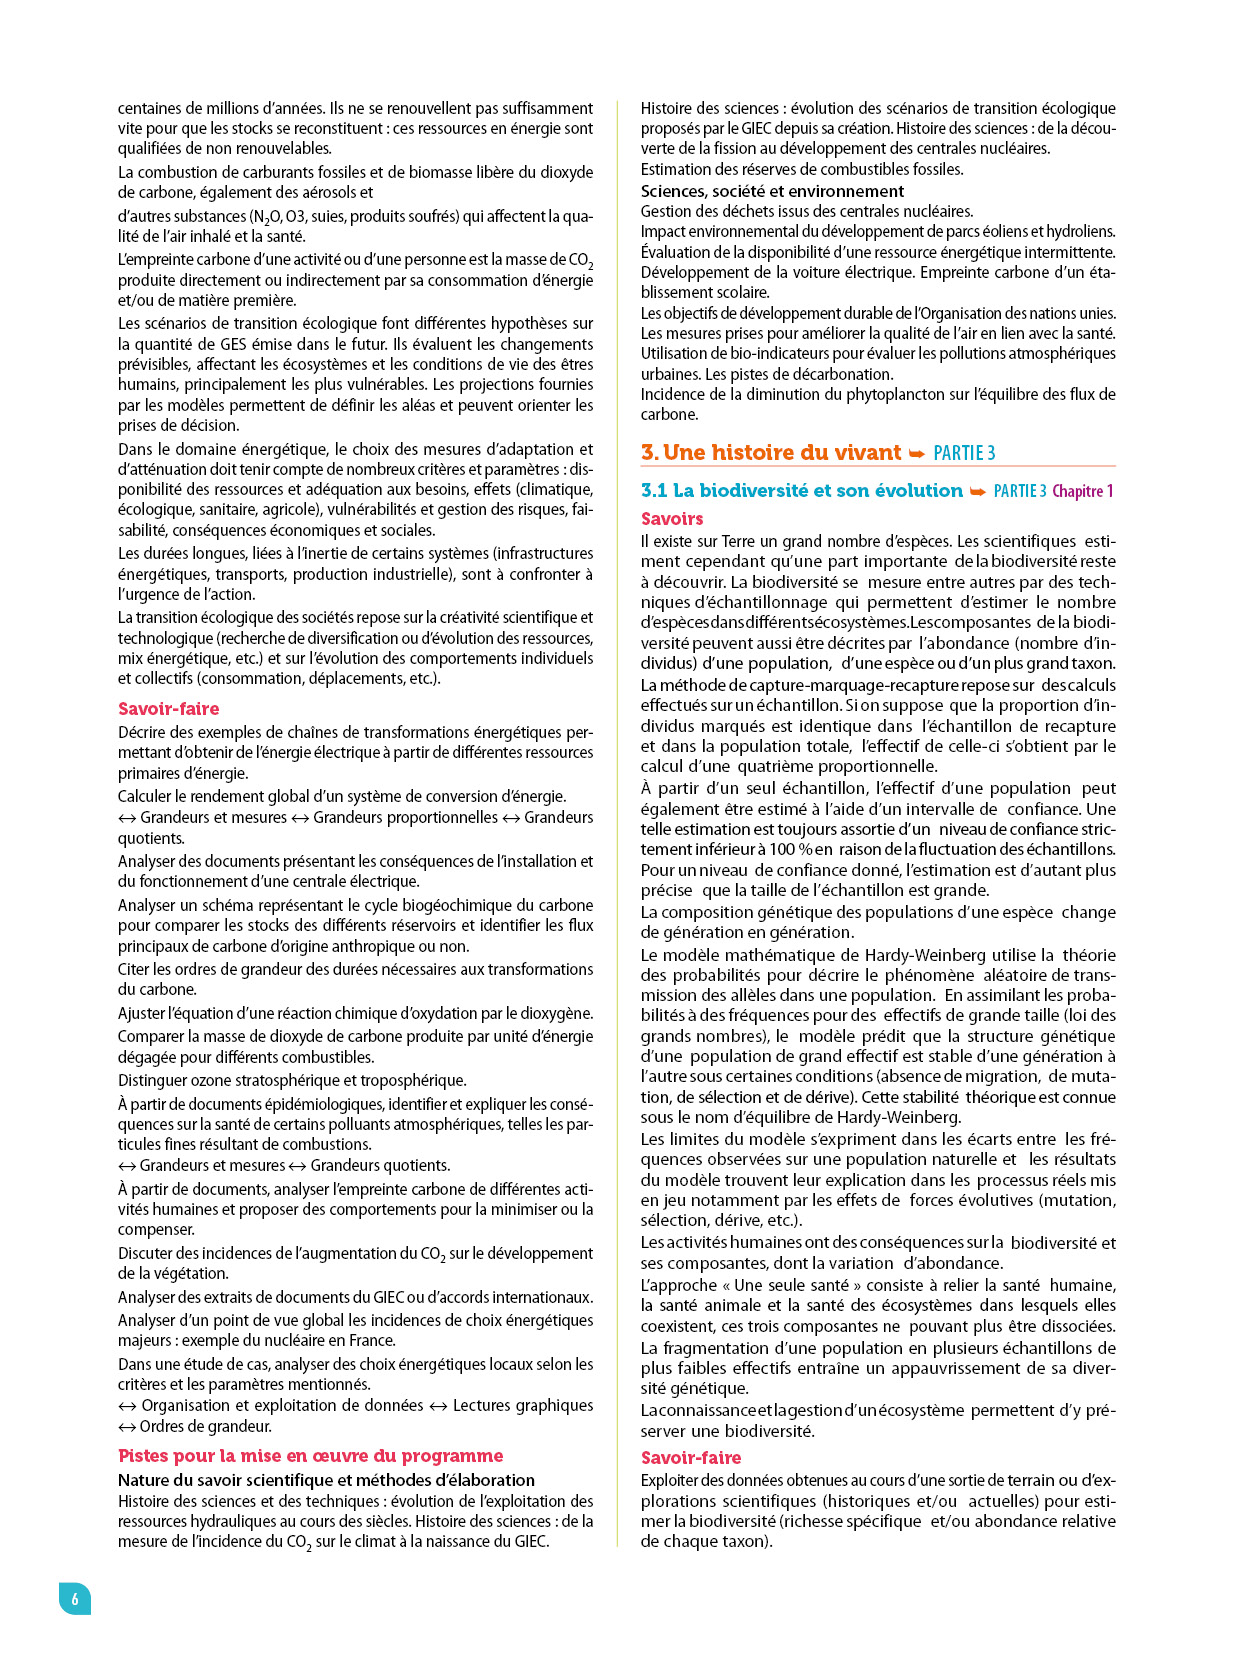 centaines de millions d’années. Ils ne se renouvellent pas suffisamment
vite pour que les stocks se reconstituent : ces ressources en énergie sont
qualifiées de non renouvelables.
La combustion de carburants fossiles et de biomasse libère du dioxyde
de carbone, également des aérosols et
d’autres substances (N₂O, O3, suies, produits soufrés) qui affectent la qua-
lité de l’air inhalé et la santé.
L’empreinte carbone d’une activité ou d’une personne est la masse de CO₂
produite directement ou indirectement par sa consommation d’énergie
et/ou de matière première.
Les scénarios de transition écologique font différentes hypothèses sur
la quantité de GES émise dans le futur. Ils évaluent les changements
prévisibles, affectant les écosystèmes et les conditions de vie des êtres
humains, principalement les plus vulnérables. Les projections fournies
par les modèles permettent de définir les aléas et peuvent orienter les
prises de décision.
Dans le domaine énergétique, le choix des mesures d’adaptation et
d’atténuation doit tenir compte de nombreux critères et paramètres : dis-
ponibilité des ressources et adéquation aux besoins, effets (climatique,
écologique, sanitaire, agricole), vulnérabilités et gestion des risques, fai-
sabilité, conséquences économiques et sociales.
Les durées longues, liées à l’inertie de certains systèmes (infrastructures
énergétiques, transports, production industrielle), sont à confronter à
l’urgence de l’action.
La transition écologique des sociétés repose sur la créativité scientifique et
technologique (recherche de diversification ou d’évolution des ressources,
mix énergétique, etc.) et sur l’évolution des comportements individuels
et collectifs (consommation, déplacements, etc.).
Savoir-faire
Décrire des exemples de chaînes de transformations énergétiques per-
mettant d’obtenir de l’énergie électrique à partir de différentes ressources
primaires d’énergie.
Calculer le rendement global d’un système de conversion d’énergie.
↔ Grandeurs et mesures ↔ Grandeurs proportionnelles ↔ Grandeurs
quotients.
Analyser des documents présentant les conséquences de l’installation et
du fonctionnement d’une centrale électrique.
Analyser un schéma représentant le cycle biogéochimique du carbone
pour comparer les stocks des différents réservoirs et identifier les flux
principaux de carbone d’origine anthropique ou non.
Citer les ordres de grandeur des durées nécessaires aux transformations
du carbone.
Ajuster l’équation d’une réaction chimique d’oxydation par le dioxygène.
Comparer la masse de dioxyde de carbone produite par unité d’énergie
dégagée pour différents combustibles.
Distinguer ozone stratosphérique et troposphérique.
À partir de documents épidémiologiques, identifier et expliquer les consé-
quences sur la santé de certains polluants atmosphériques, telles les par-
ticules fines résultant de combustions.
↔ Grandeurs et mesures ↔ Grandeurs quotients.
À partir de documents, analyser l’empreinte carbone de différentes acti-
vités humaines et proposer des comportements pour la minimiser ou la
compenser.
Discuter des incidences de l’augmentation du CO₂ sur le développement
de la végétation.
Analyser des extraits de documents du GIEC ou d’accords internationaux.
Analyser d’un point de vue global les incidences de choix énergétiques
majeurs : exemple du nucléaire en France.
Dans une étude de cas, analyser des choix énergétiques locaux selon les
critères et les paramètres mentionnés.
↔ Organisation et exploitation de données ↔ Lectures graphiques
↔ Ordres de grandeur.
Pistes pour la mise en œuvre du programme
Nature du savoir scientifique et méthodes d’élaboration
Histoire des sciences et des techniques : évolution de l’exploitation des
ressources hydrauliques au cours des siècles. Histoire des sciences : de la
mesure de l’incidence du CO₂ sur le climat à la naissance du GIEC.
Histoire des sciences : évolution des scénarios de transition écologique
proposés par le GIEC depuis sa création. Histoire des sciences : de la décou-
verte de la fission au développement des centrales nucléaires.
Estimation des réserves de combustibles fossiles.
Sciences, société et environnement
Gestion des déchets issus des centrales nucléaires.
Impact environnemental du développement de parcs éoliens et hydroliens.
Évaluation de la disponibilité d’une ressource énergétique intermittente.
Développement de la voiture électrique. Empreinte carbone d’un éta-
blissement scolaire.
Les objectifs de développement durable de l’Organisation des nations unies.
Les mesures prises pour améliorer la qualité de l’air en lien avec la santé.
Utilisation de bio-indicateurs pour évaluer les pollutions atmosphériques
urbaines. Les pistes de décarbonation.
Incidence de la diminution du phytoplancton sur l’équilibre des flux de
carbone.
3. Une histoire du vivant ➥ PARTIE 3
3.1 La biodiversité et son évolution ➥ PARTIE 3 Chapitre 1
Savoirs
Il existe sur Terre un grand nombre d’espèces. Les scientifiques esti-
ment cependant qu’une part importante de la biodiversité reste
à découvrir. La biodiversité se mesure entre autres par des tech-
niques d’échantillonnage qui permettent d’estimer le nombre
d’espècesdansdifférentsécosystèmes.Lescomposantes de la biodi-
versité peuvent aussi être décrites par l’abondance (nombre d’in-
dividus) d’une population, d’une espèce ou d’un plus grand taxon.
La méthode de capture-marquage-recapture repose sur des calculs
effectués sur un échantillon. Si on suppose que la proportion d’in-
dividus marqués est identique dans l’échantillon de recapture
et dans la population totale, l’effectif de celle-ci s’obtient par le
calcul d’une quatrième proportionnelle.
À partir d’un seul échantillon, l’effectif d’une population peut
également être estimé à l’aide d’un intervalle de confiance. Une
telle estimation est toujours assortie d’un niveau de confiance stric-
tement inférieur à 100 % en raison de la fluctuation des échantillons.
Pour un niveau de confiance donné, l’estimation est d’autant plus
précise que la taille de l’échantillon est grande.
La composition génétique des populations d’une espèce change
de génération en génération.
Le modèle mathématique de Hardy-Weinberg utilise la théorie
des probabilités pour décrire le phénomène aléatoire de trans-
mission des allèles dans une population. En assimilant les proba-
bilités à des fréquences pour des effectifs de grande taille (loi des
grands nombres), le modèle prédit que la structure génétique
d’une population de grand effectif est stable d’une génération à
l’autre sous certaines conditions (absence de migration, de muta-
tion, de sélection et de dérive). Cette stabilité théorique est connue
sous le nom d’équilibre de Hardy-Weinberg.
Les limites du modèle s’expriment dans les écarts entre les fré-
quences observées sur une population naturelle et les résultats
du modèle trouvent leur explication dans les processus réels mis
en jeu notamment par les effets de forces évolutives (mutation,
sélection, dérive, etc.).
Les activités humaines ont des conséquences sur la biodiversité et
ses composantes, dont la variation d’abondance.
L’approche « Une seule santé » consiste à relier la santé humaine,
la santé animale et la santé des écosystèmes dans lesquels elles
coexistent, ces trois composantes ne pouvant plus être dissociées.
La fragmentation d’une population en plusieurs échantillons de
plus faibles effectifs entraîne un appauvrissement de sa diver-
sité génétique.
La connaissance et la gestion d’un écosystème permettent d’y pré-
server une biodiversité.
Savoir-faire
Exploiter des données obtenues au cours d’une sortie de terrain ou d’ex-
plorations scientifiques (historiques et/ou actuelles) pour esti-
mer la biodiversité (richesse spécifique et/ou abondance relative
de chaque taxon).
6